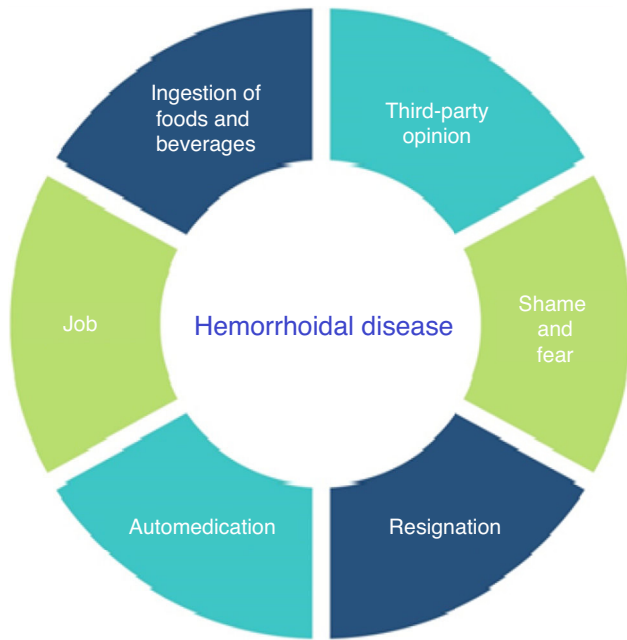 Ingestion of
foods and
beverages
Third-party
opinion
Job
Hemorrhoidal disease
Shame
and
fear
Automedication
Resignation